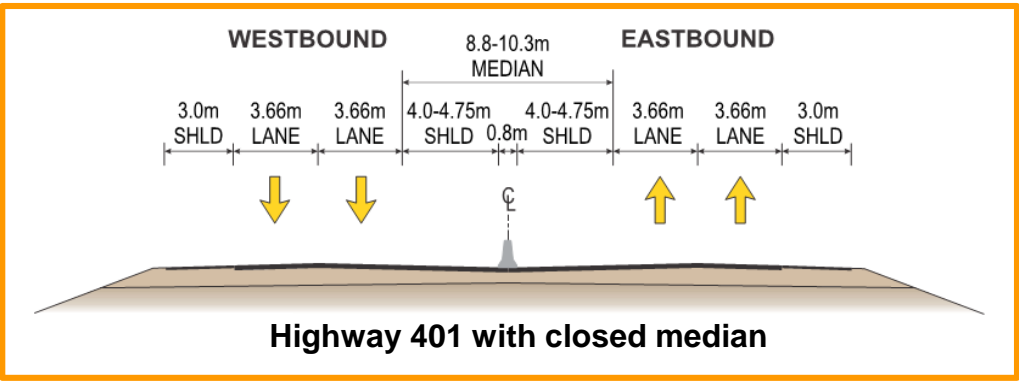 WESTBOUND
8.8-10.3m
MEDIAN
EASTBOUND
3.0m
SHLD
3.66m
LANE
3.66m
LANE
4.0-4.75m
SHLD
0.8m
4.0-4.75m
SHLD
3.66m
LANE
3.66m
LANE
3.0m
SHLD
℄
Highway 401 with closed median